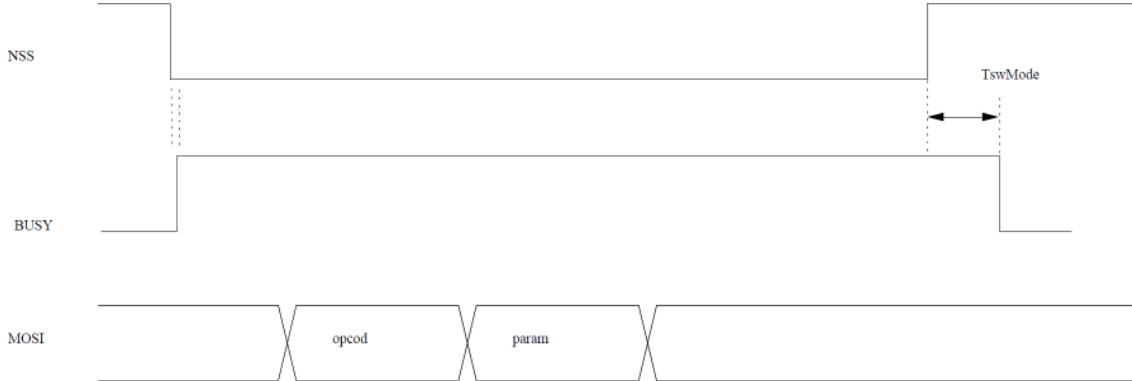 NSS
TswMode
BUSY
MOSI
opcod
param